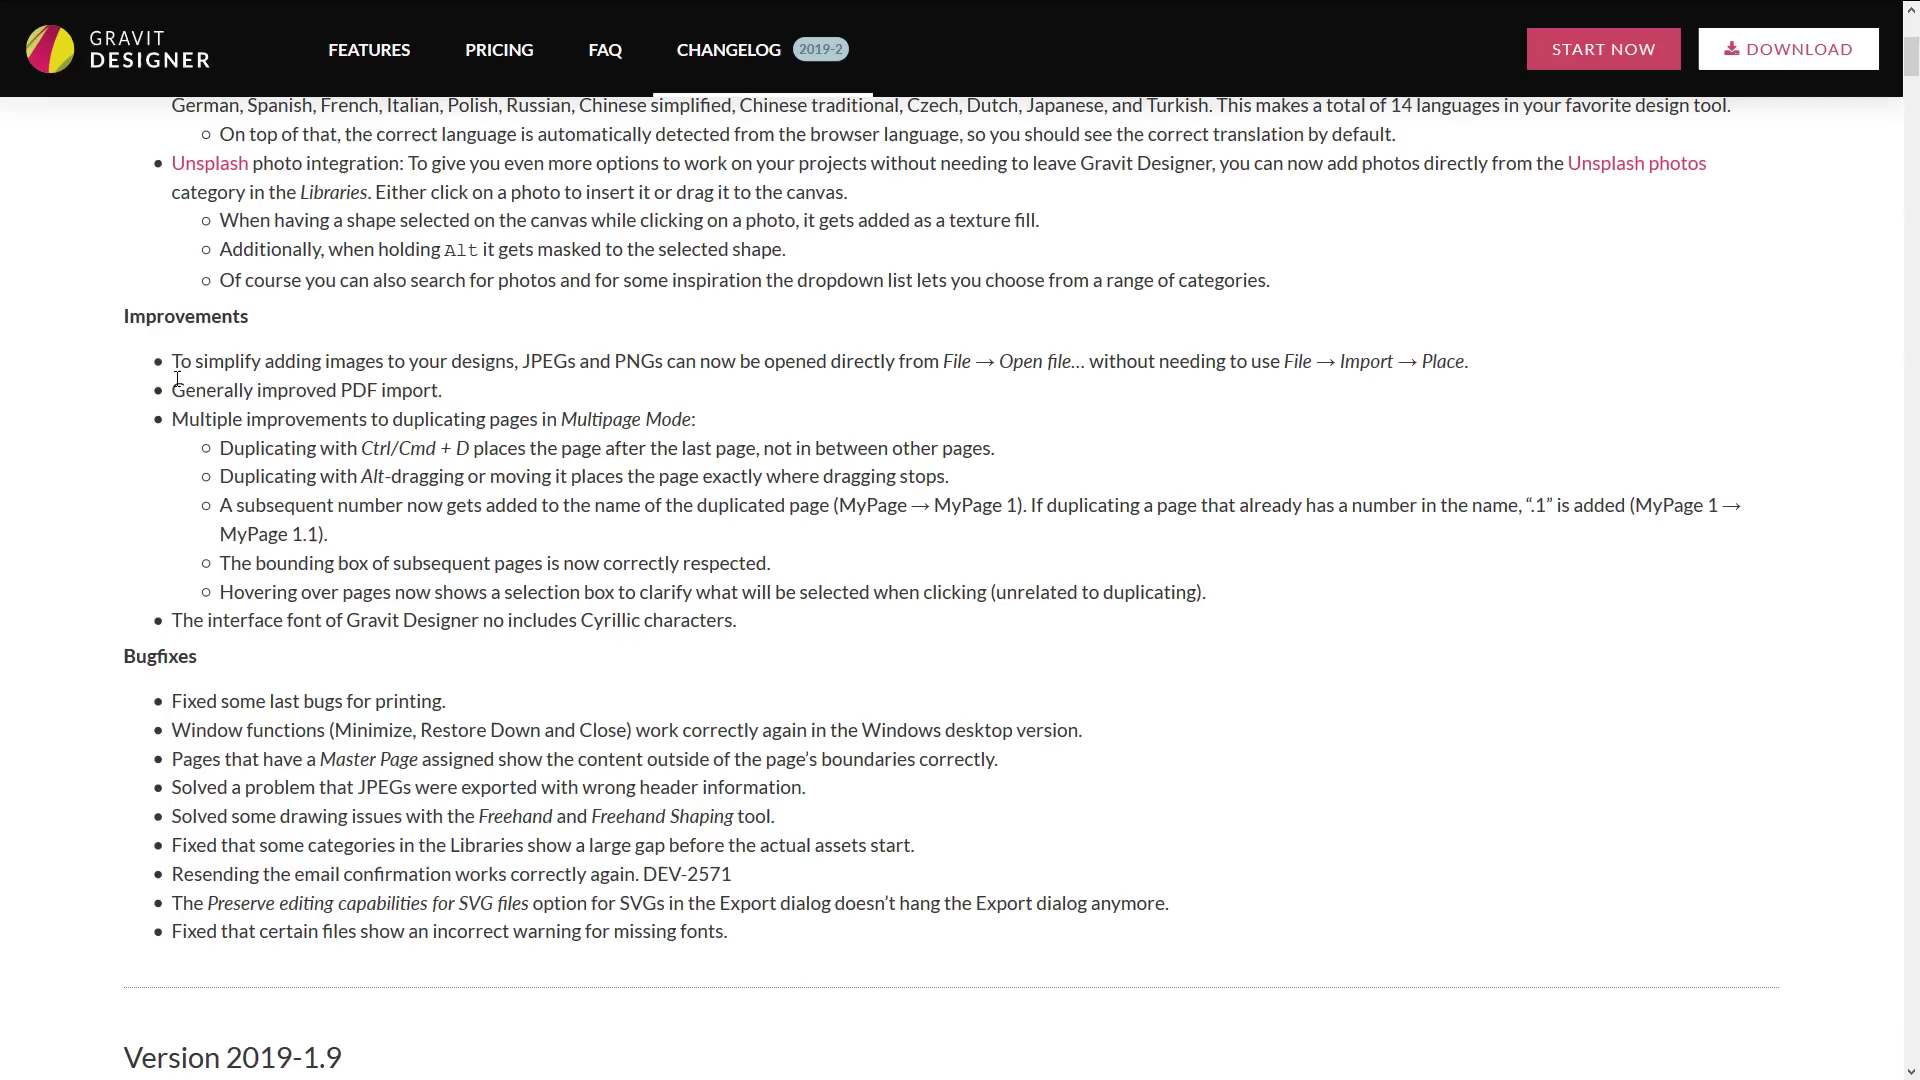 GRAVIT
DESIGNER
FEATURES
PRICING
FAQ
CHANGELOG
2019-2
START NOW
DOWNLOAD
German, Spanish, French, Italian, Polish, Russian, Chinese simplified, Chinese traditional, Czech, Dutch, Japanese, and Turkish. This makes a total of 14 languages in your favorite design tool.
On top of that, the correct language is automatically detected from the browser language, so you should see the correct translation by default.
Unsplash photo integration: To give you even more options to work on your projects without needing to leave Gravit Designer, you can now add photos directly from the Unsplash photos
category in the Libraries. Either click on a photo to insert it or drag it to the canvas.
When having a shape selected on the canvas while clicking on a photo, it gets added as a texture fill.
Additionally, when holding Alt it gets masked to the selected shape.
Of course you can also search for photos and for some inspiration the dropdown list lets you choose from a range of categories.
Improvements
To simplify adding images to your designs, JPEGs and PNGs can now be opened directly from File → Open file… without needing to use File → Import → Place.
Generally improved PDF import.
Multiple improvements to duplicating pages in Multipage Mode:
Duplicating with Ctrl/Cmd + D places the page after the last page, not in between other pages.
Duplicating with Alt-dragging or moving it places the page exactly where dragging stops.
A subsequent number now gets added to the name of the duplicated page (MyPage → MyPage 1). If duplicating a page that already has a number in the name, “.1” is added (MyPage 1 →
MyPage 1.1).
The bounding box of subsequent pages is now correctly respected.
Hovering over pages now shows a selection box to clarify what will be selected when clicking (unrelated to duplicating).
The interface font of Gravit Designer no includes Cyrillic characters.
Bugfixes
Fixed some last bugs for printing.
Window functions (Minimize, Restore Down and Close) work correctly again in the Windows desktop version.
Pages that have a Master Page assigned show the content outside of the page’s boundaries correctly.
Solved a problem that JPEGs were exported with wrong header information.
Solved some drawing issues with the Freehand and Freehand Shaping tool.
Fixed that some categories in the Libraries show a large gap before the actual assets start.
Resending the email confirmation works correctly again. DEV-2571
The Preserve editing capabilities for SVG files option for SVGs in the Export dialog doesn’t hang the Export dialog anymore.
Fixed that certain files show an incorrect warning for missing fonts.
Version 2019-1.9